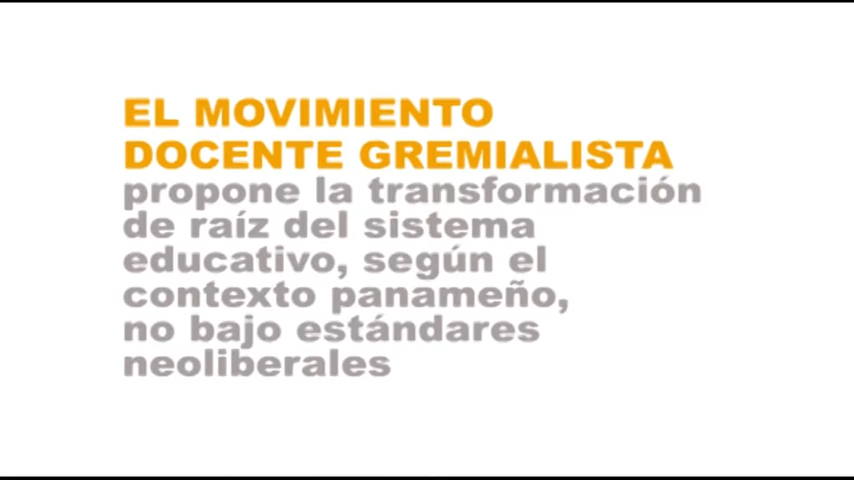 EL MOVIMIENTO
DOCENTE GREMIALISTA
propone la transformación
de raíz del sistema
educativo, según el
contexto panameño,
no bajo estándares
neoliberales